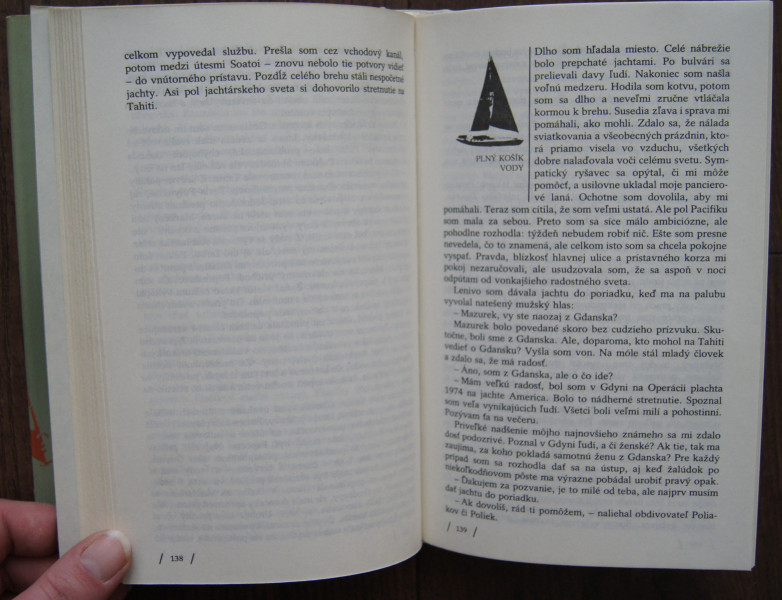 celkom vypovedal službu. Prešla som cez vchodový kanál,
potom medzi útesmi Soatoi – znovu nebolo tie potvory vidieť
– do vnútorného prístavu. Pozdĺž celého brehu stáli nespočetné
jachty. Asi pol jachtárskeho sveta si dohovorilo stretnutie na
Tahiti.
/ 138 /
PLNÝ KOŠÍK
VODY
Dlho som hľadala miesto. Celé nábrežie
bolo prepchaté jachtami. Po bulvári sa
prelievali davy ľudí. Nakoniec som našla
voľnú medzeru. Hodila som kotvu, potom
som sa dlho a neveľmi zručne vtláčala
kormou k brehu. Susedia zľava i sprava mi
pomáhali, ako mohli. Zdalo sa, že nálada
sviatkovania a všeobecných prázdnin, kto-
rá priamo visela vo vzduchu, všetkých
dobre nalaďovala voči celému svetu. Sym-
patický ryšavec sa opýtal, či mi môže
pomôcť, a usilovne ukladal moje pancierо-
vé laná. Ochotne som dovolila, aby mi
pomáhali. Teraz som cítila, že som veľmi ustatá. Ale pol Pacifiku
som mala za sebou. Preto som sa síce málo ambiciózne, ale
pohodlne rozhodla: týždeň nebudem robiť nič. Ešte som presne
nevedela, čo to znamená, ale celkom isto som sa chcela pokojne
vyspať. Pravda, blízkosť hlavnej ulice a prístavného korza mi
pokoj nezaručovali, ale usudzovala som, že sa aspoň v noci
odpútam od vonkajšieho radostného sveta.
Lenivo som dávala jachtu do poriadku, keď ma na palubu
vyvolal natešený mužský hlas:
– Mazurek, vy ste naozaj z Gdanska?
Mazurek bolo povedané skoro bez cudzieho prízvuku. Sku-
točne, boli sme z Gdanska. Ale, doparoma, kto mohol na Tahiti
vedieť o Gdansku? Vyšla som von. Na móle stál mladý človek
a zdalo sa, že má radosť.
– Áno, som z Gdanska, ale o čo ide?
– Mám veľkú radosť, bol som v Gdyni na Operácii plachta
1974 na jachte America. Bolo to nádherné stretnutie. Spoznal
som veľa vynikajúcich ľudí. Všetci boli veľmi milí a pohostinní.
Pozývam ťa na večeru.
Priveľké nadšenie môjho najnovšieho známeho sa mi zdalo
dosť podozrivé. Poznal v Gdyni ľudí, a či ženské? Ak tie, tak ma
zaujíma, za koho pokladá samotnú ženu z Gdanska? Pre každý
prípad som sa rozhodla dať sa na ústup, aj keď žalúdok po
niekoľkodňovom pôste ma výrazne pobádal urobiť pravý opak.
– Ďakujem za pozvanie, je to milé od teba, ale najprv musím
dať jachtu do poriadku.
– Ak dovolíš, rád ti pomôžem, – naliehal obdivovateľ Polia-
kov či Poliek.
/ 139 /